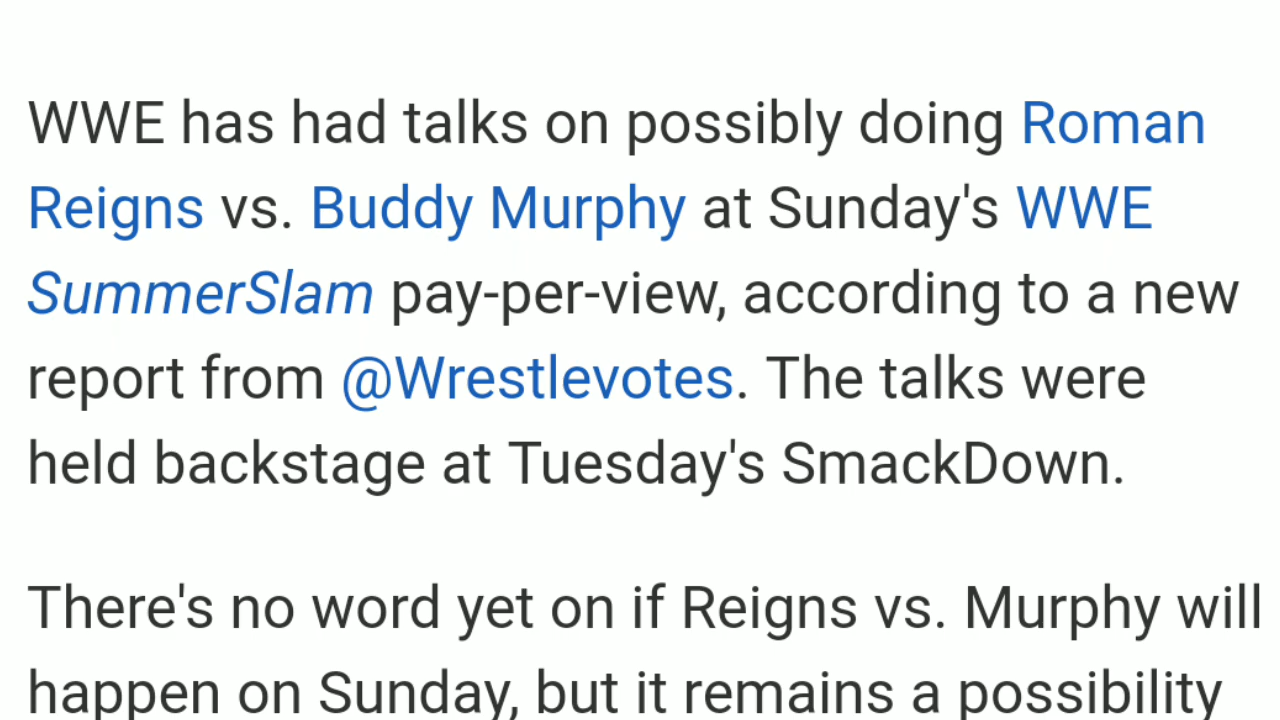 WWE has had talks on possibly doing Roman
Reigns vs. Buddy Murphy at Sunday's WWE
SummerSlam pay-per-view, according to a new
report from @Wrestlevotes. The talks were
held backstage at Tuesday's SmackDown.
There's no word yet on if Reigns vs. Murphy will
happen on Sunday, but it remains a possibility